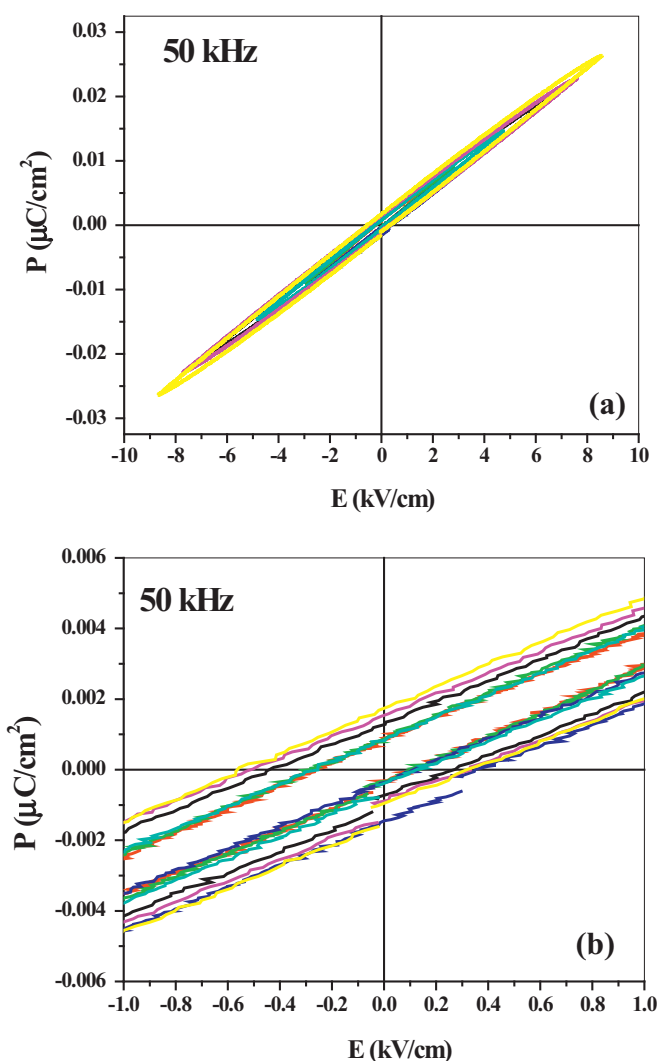 50 kHz
0.03
0.02
0.01
0.00
-0.01
-0.02
-0.03
P (μC/cm²)
-10 -8 -6 -4 -2 0 2 4 6 8 10
E (kV/cm)
(a)
50 kHz
0.006
0.004
0.002
0.000
-0.002
-0.004
-0.006
P (μC/cm²)
-1.0 -0.8 -0.6 -0.4 -0.2 0.0 0.2 0.4 0.6 0.8 1.0
E (kV/cm)
(b)